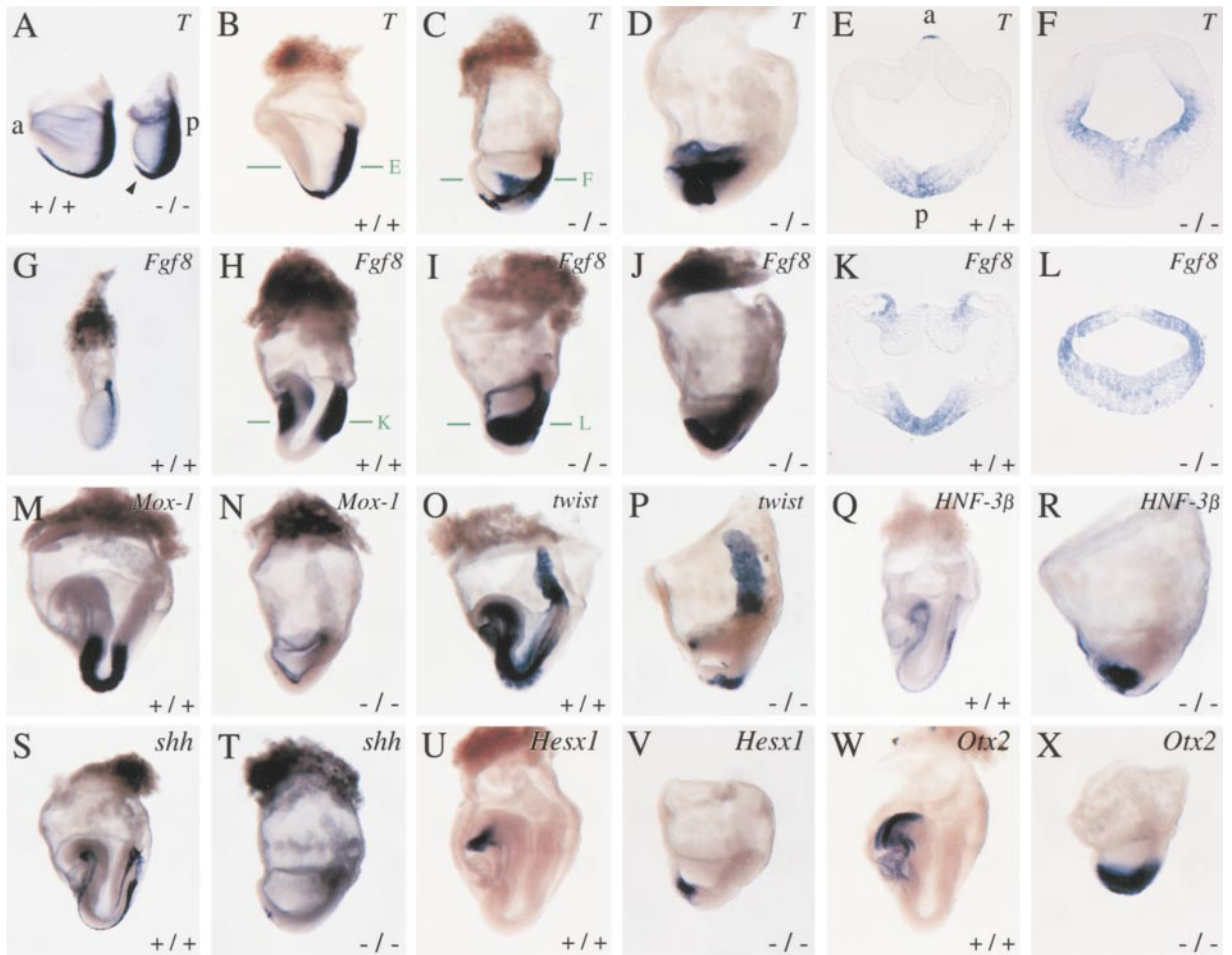 A T
a p
+/+ -/-
B T
E
+/+
C T
F
-/-
D T
-/-
E a T
p +/+
F T
-/-
G Fgf8
+/+
H Fgf8
K
+/+
I Fgf8
L
-/-
J Fgf8
-/-
K Fgf8
+/+
L Fgf8
-/-
M Mox-1
+/+
N Mox-1
-/-
O twist
+/+
P twist
-/-
Q HNF-3β
+/+
R HNF-3β
-/-
S shh
+/+
T shh
-/-
U Hesx1
+/+
V Hesx1
-/-
W Otx2
+/+
X Otx2
-/-